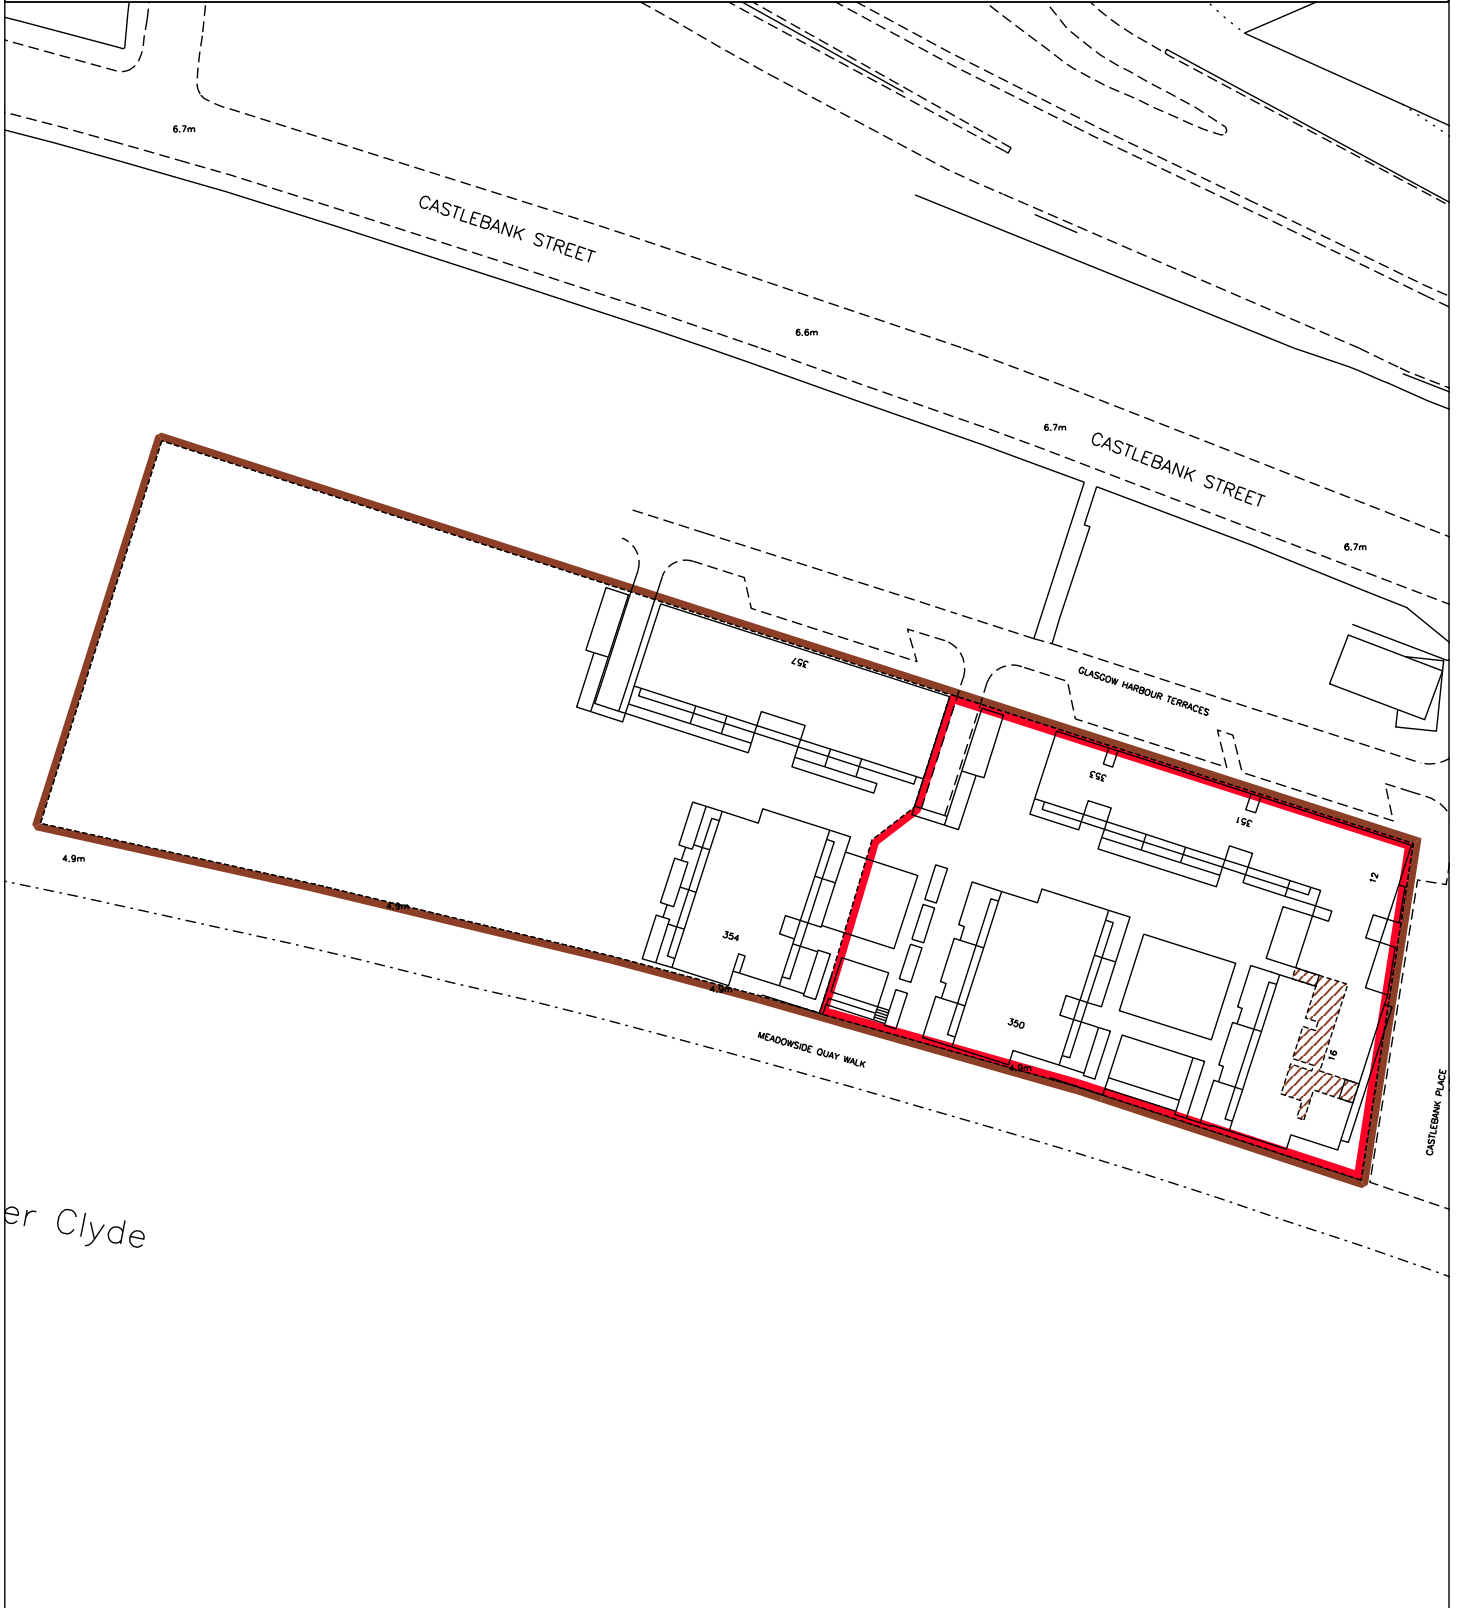 6.7m
CASTLEBANK STREET
6.6m
6.7m
CASTLEBANK STREET
6.7m
357
GLASGOW HARBOUR TERRACES
353
351
4.9m
12
4.9m
354
4.9m
350
MEADOWSIDE QUAY WALK
16
4.9m
CASTLEBANK PLACE
er Clyde